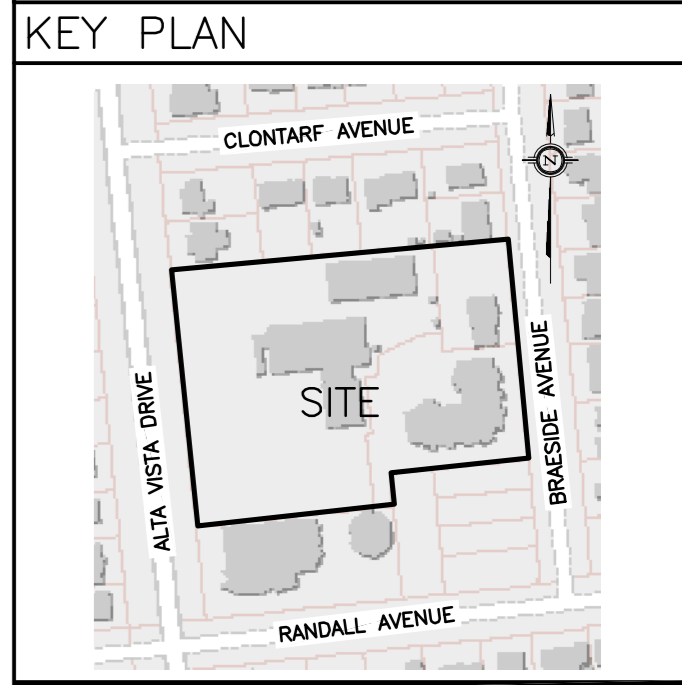 KEY PLAN
CLONTARF AVENUE
N
ALTA VISTA DRIVE
SITE
BRAESIDE AVENUE
RANDALL AVENUE